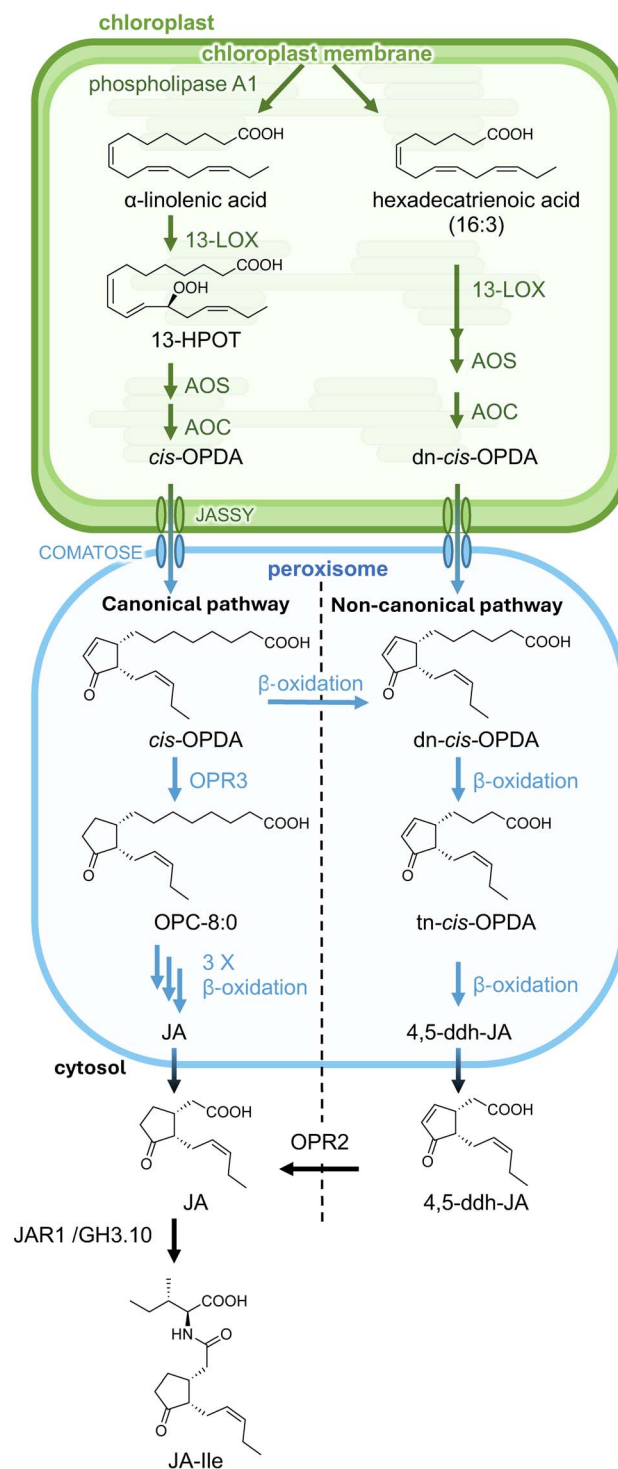 chloroplast
chloroplast membrane
phospholipase A1
COOH
COOH
α-linolenic acid
hexadecatrienoic acid
(16:3)
13-LOX
COOH
OOH
13-HPOT
13-LOX
AOS
AOS
AOC
AOC
cis-OPDA
dn-cis-OPDA
JASSY
COMATOSE
peroxisome
Canonical pathway
Non-canonical pathway
COOH
COOH
O
O
β-oxidation
cis-OPDA
dn-cis-OPDA
OPR3
β-oxidation
COOH
COOH
O
O
OPC-8:0
tn-cis-OPDA
3 X
β-oxidation
β-oxidation
JA
4,5-ddh-JA
cytosol
COOH
COOH
O
O
OPR2
JA
4,5-ddh-JA
JAR1 /GH3.10
COOH
HN
O
O
JA-Ile